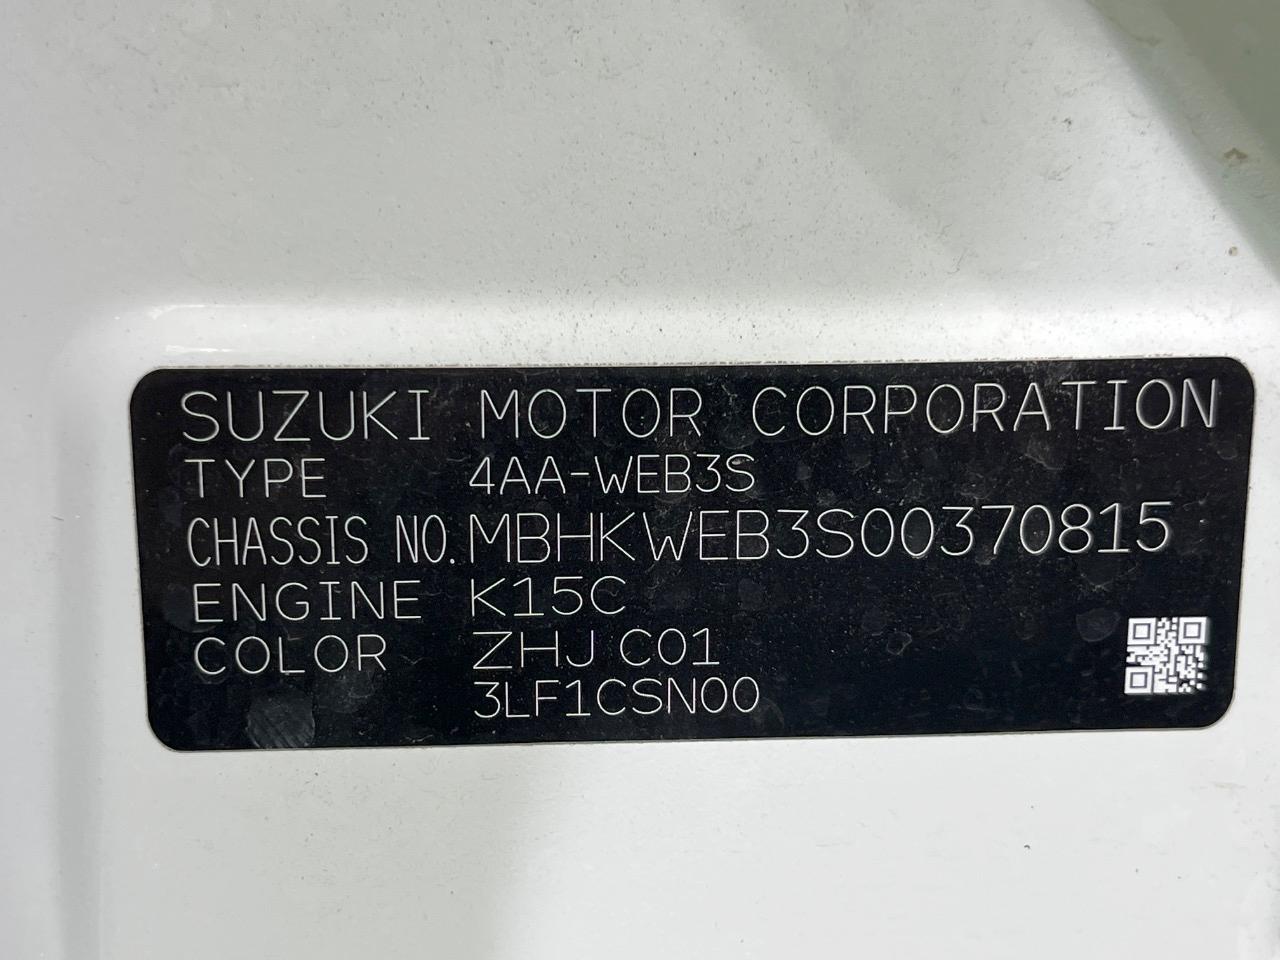 SUZUKI MOTOR CORPORATION
TYPE 4AA-WEB3S
CHASSIS NO. MBHKWEB3S00370815
ENGINE K15C
COLOR ZHJ C01
3LF1CSN00